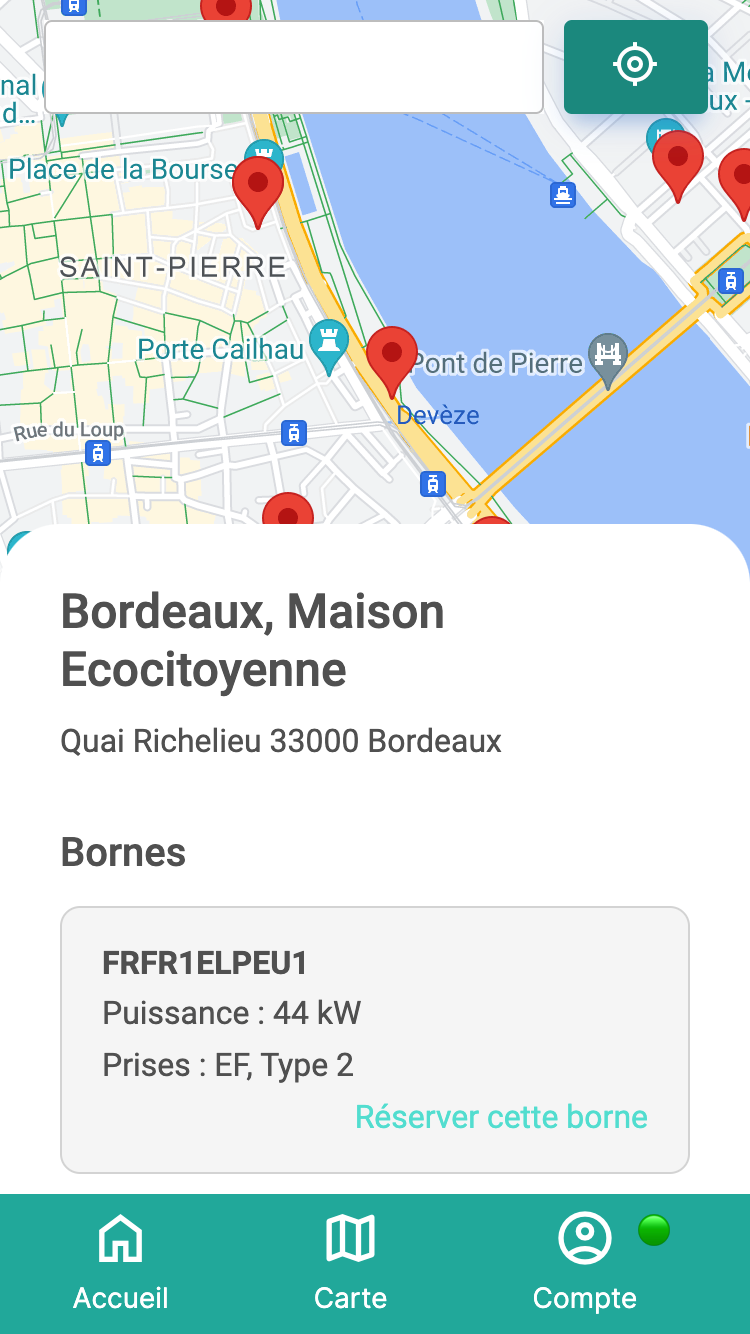 nal
d…
a M
ux -
Place de la Bourse
SAINT-PIERRE
Porte Cailhau
Pont de Pierre
Devèze
Rue du Loup
Bordeaux, Maison
Ecocitoyenne
Quai Richelieu 33000 Bordeaux
Bornes
FRFR1ELPEU1
Puissance : 44 kW
Prises : EF, Type 2
Réserver cette borne
Accueil
Carte
Compte